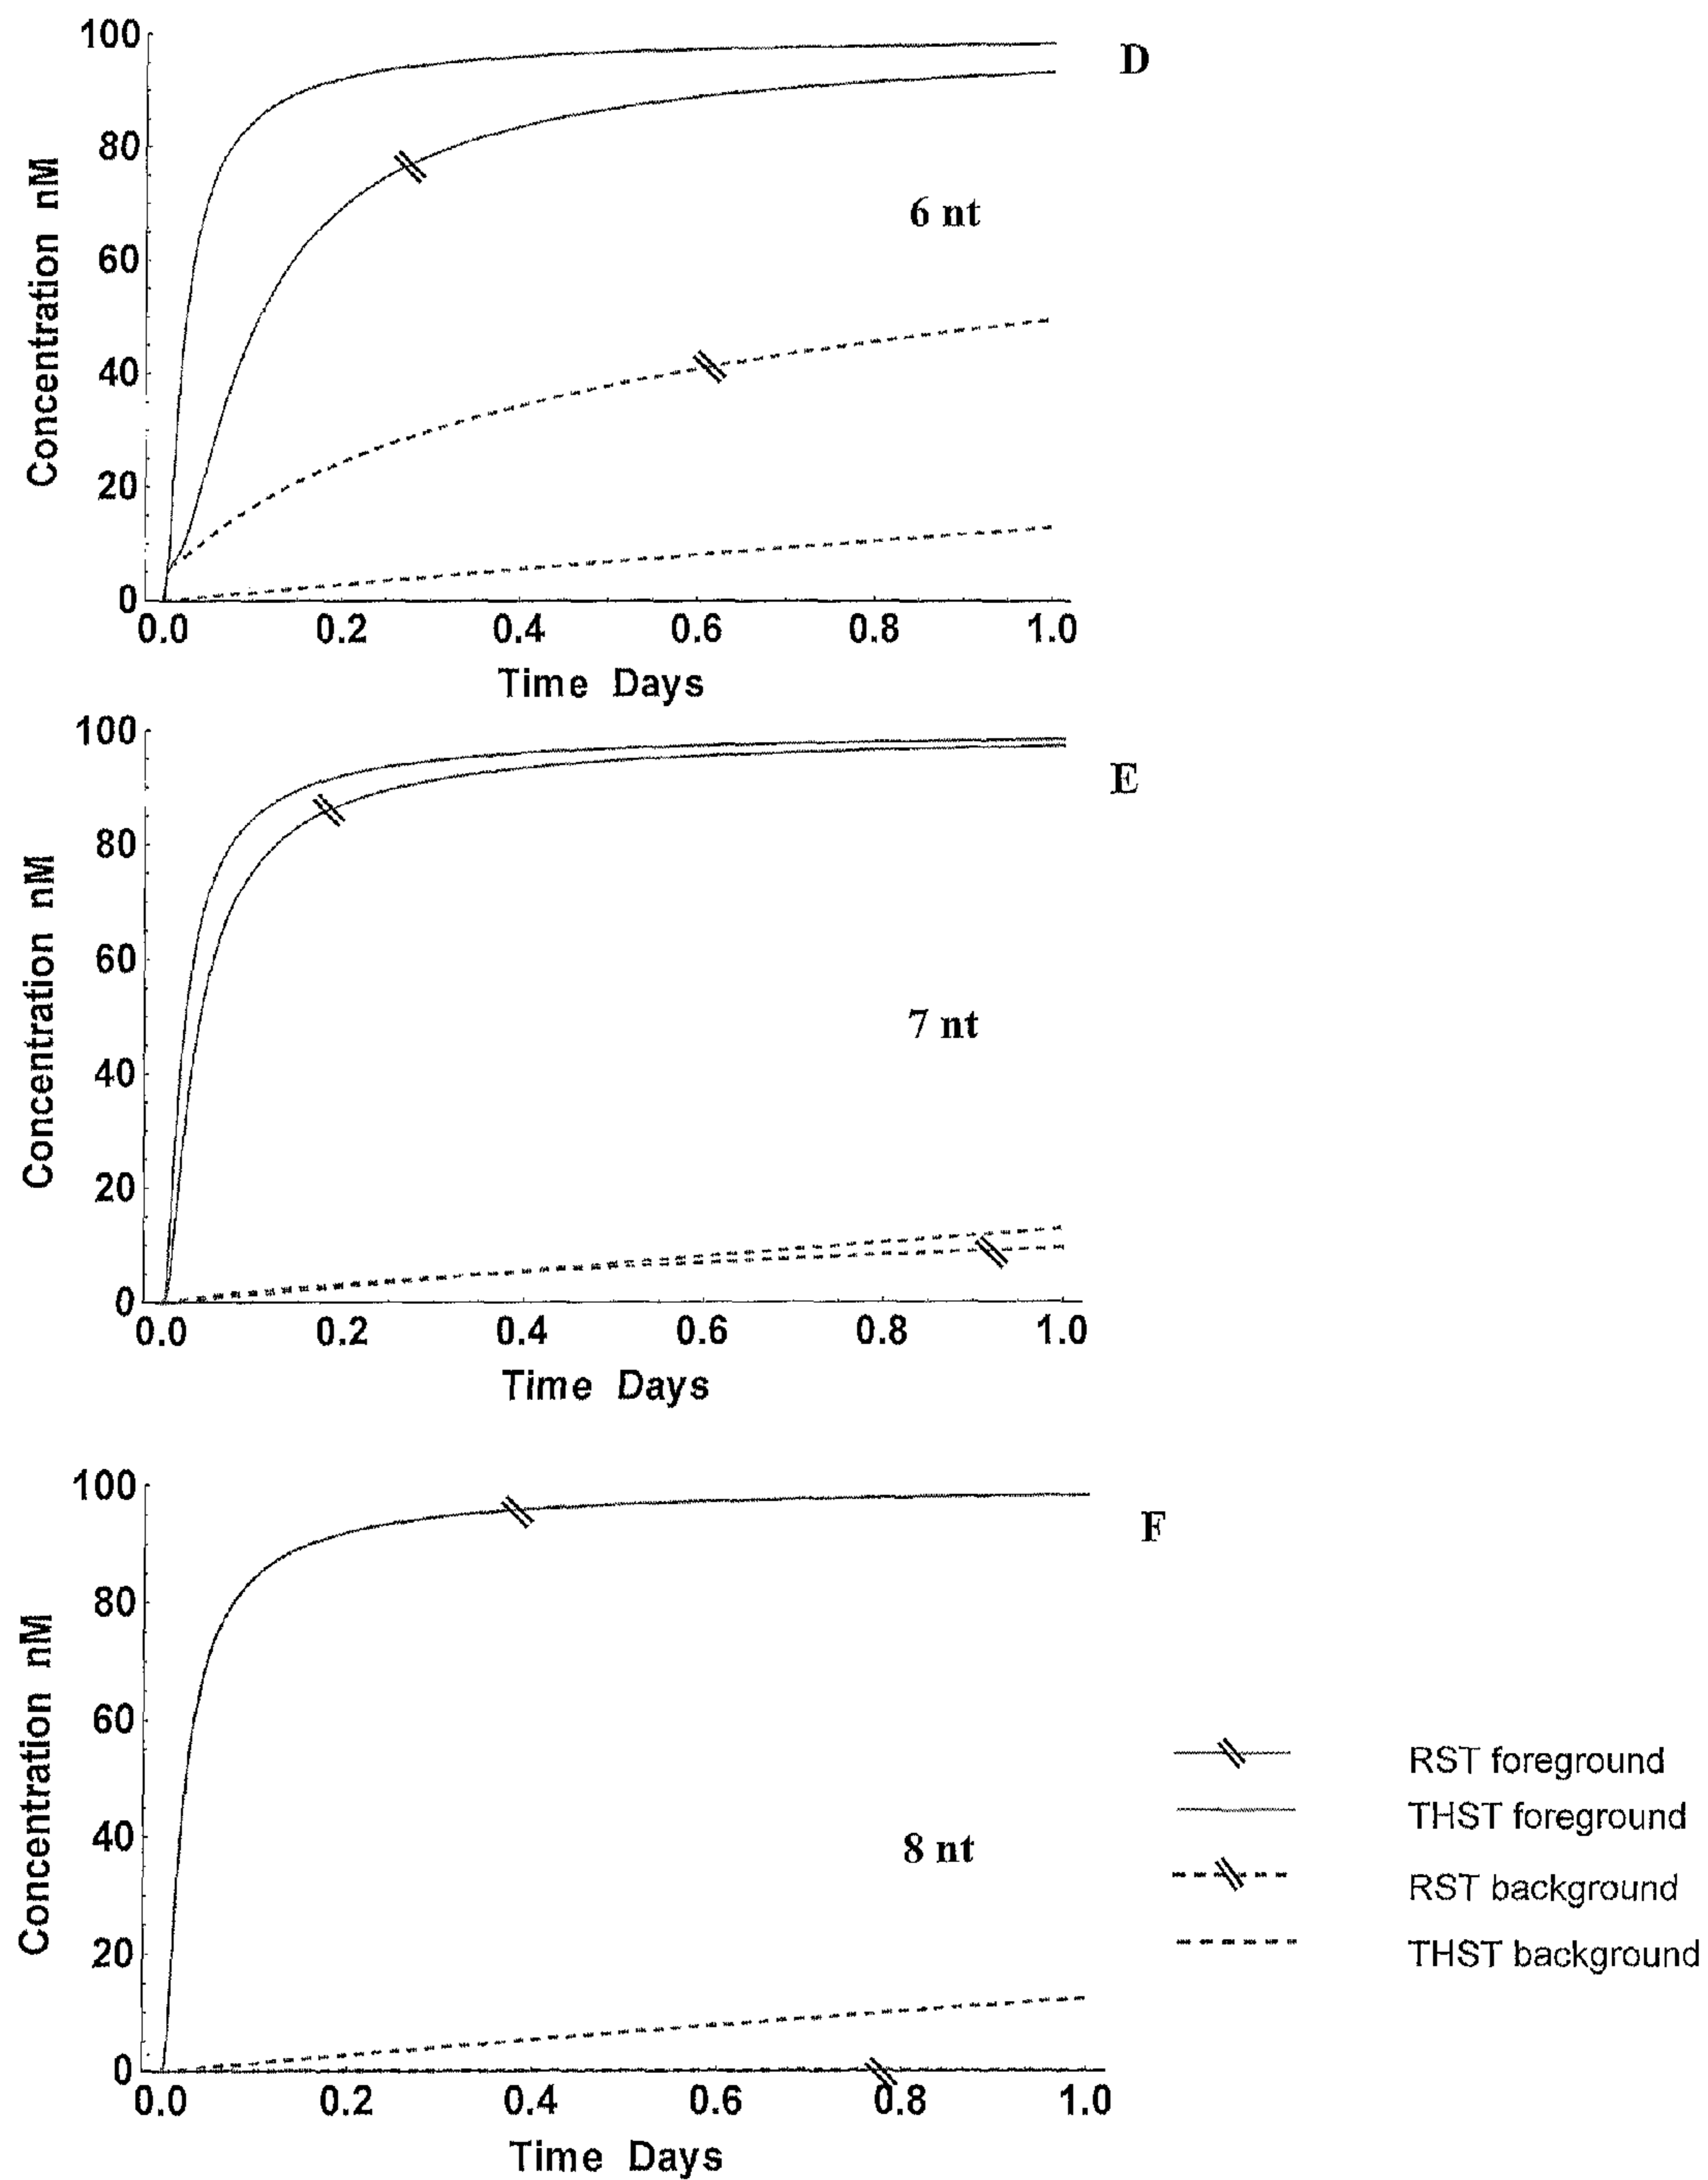 100
D
80
6 nt
60
40
20
0
Concentration nM
0.0 0.2 0.4 0.6 0.8 1.0
Time Days
100
E
80
60
7 nt
40
20
0
Concentration nM
0.0 0.2 0.4 0.6 0.8 1.0
Time Days
100
F
80
60
40
8 nt
20
0
Concentration nM
0.0 0.2 0.4 0.6 0.8 1.0
Time Days
RST foreground
THST foreground
RST background
THST background